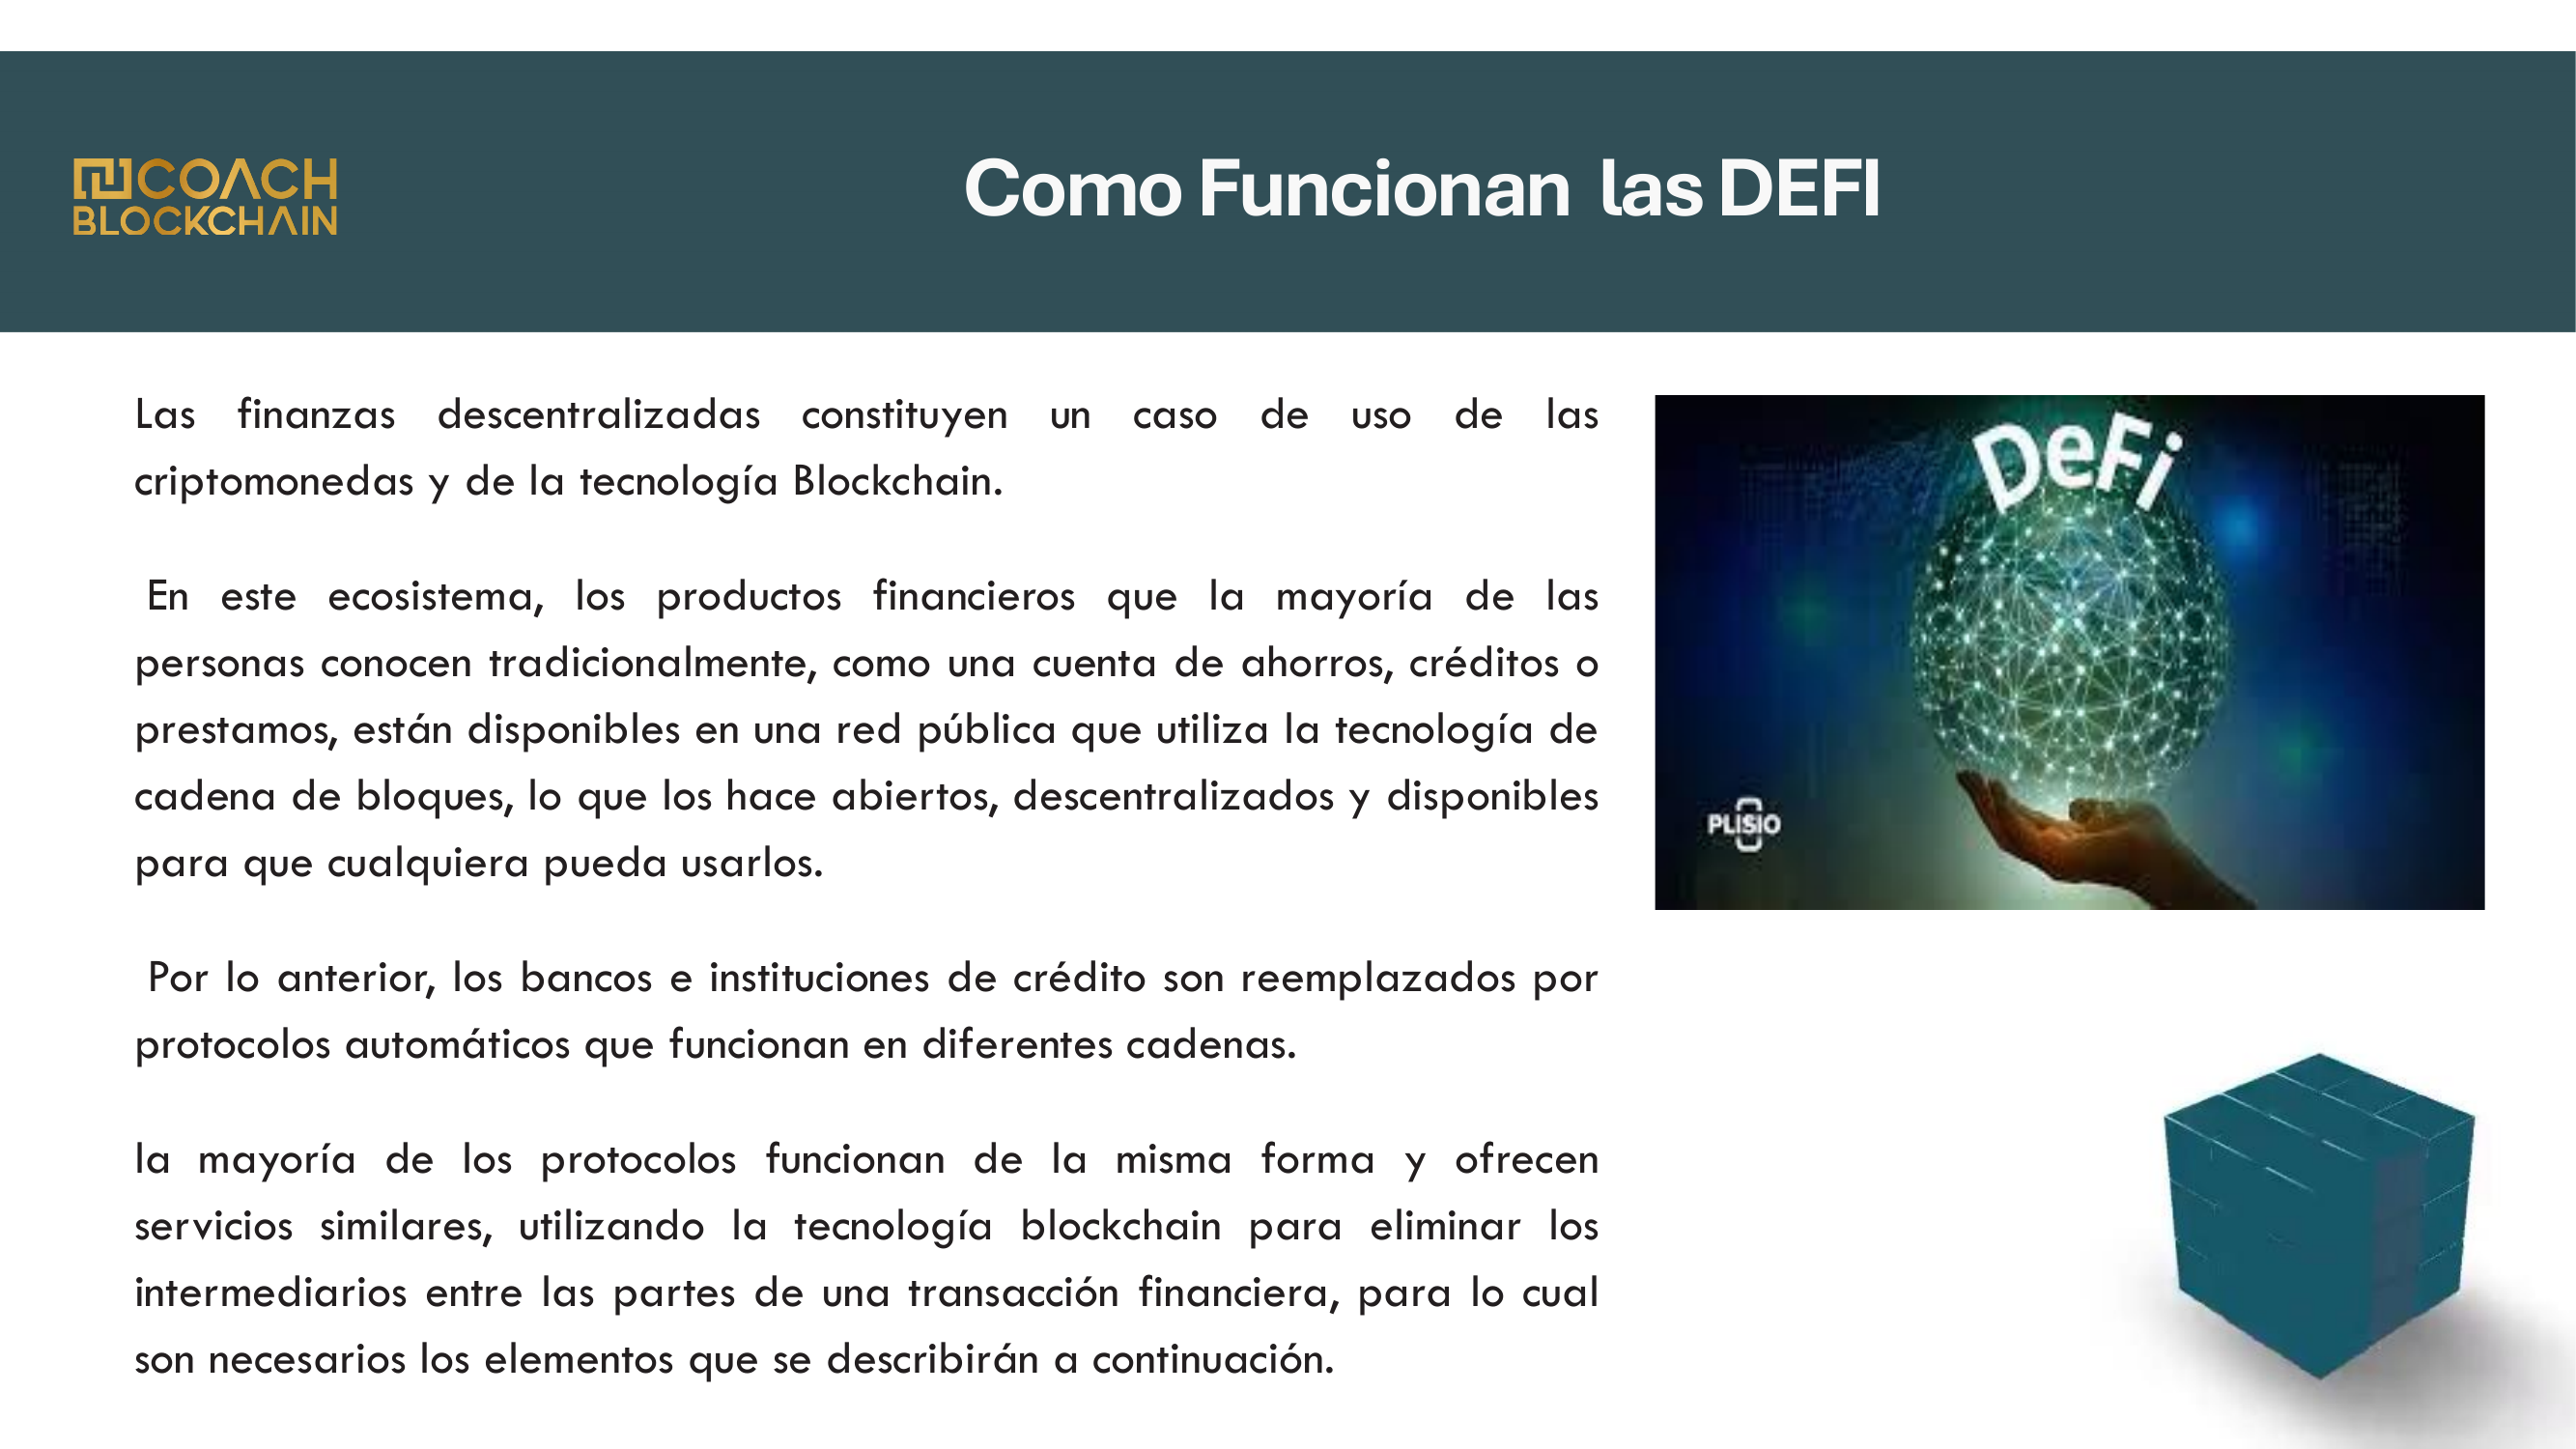 COACH
BLOCKCHAIN
Como Funcionan las DEFI
Las finanzas descentralizadas constituyen un caso de uso de las
criptomonedas y de la tecnología Blockchain.
En este ecosistema, los productos financieros que la mayoría de las
personas conocen tradicionalmente, como una cuenta de ahorros, créditos o
prestamos, están disponibles en una red pública que utiliza la tecnología de
cadena de bloques, lo que los hace abiertos, descentralizados y disponibles
para que cualquiera pueda usarlos.
Por lo anterior, los bancos e instituciones de crédito son reemplazados por
protocolos automáticos que funcionan en diferentes cadenas.
la mayoría de los protocolos funcionan de la misma forma y ofrecen
servicios similares, utilizando la tecnología blockchain para eliminar los
intermediarios entre las partes de una transacción financiera, para lo cual
son necesarios los elementos que se describirán a continuación.
DeFi
PLISIO